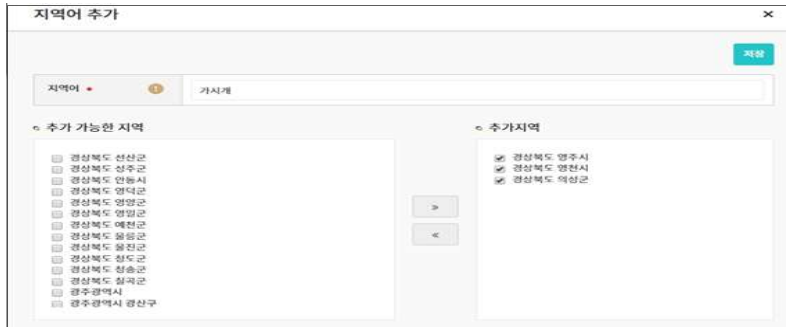 지역어 추가
×
저장
지역어 •
!
가시개
추가 가능한 지역
경상북도 선산군
경상북도 성주군
경상북도 안동시
경상북도 영덕군
경상북도 영양군
경상북도 영일군
경상북도 예천군
경상북도 울릉군
경상북도 울진군
경상북도 청도군
경상북도 청송군
경상북도 칠곡군
광주광역시
광주광역시 광산구
»
«
추가지역
경상북도 영주시
경상북도 영천시
경상북도 의성군